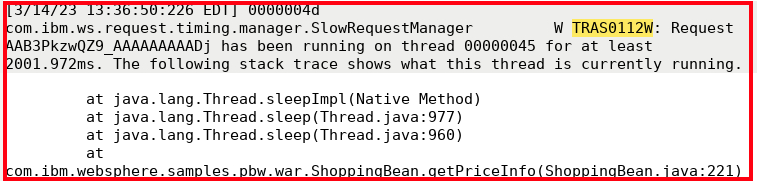 [3/14/23 13:36:50:226 EDT] 0000004d
com.ibm.ws.request.timing.manager.SlowRequestManager         W TRAS0112W: Request
AAB3PkzwQZ9_AAAAAAAAADj has been running on thread 00000045 for at least
2001.972ms. The following stack trace shows what this thread is currently running.
at java.lang.Thread.sleepImpl(Native Method)
at java.lang.Thread.sleep(Thread.java:977)
at java.lang.Thread.sleep(Thread.java:960)
at
com.ibm.websphere.samples.pbw.war.ShoppingBean.getPriceInfo(ShoppingBean.java:221)